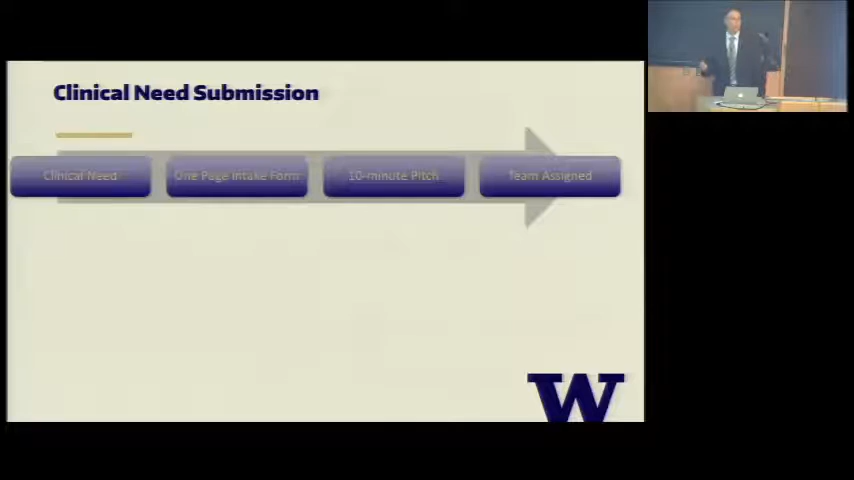 Clinical Need Submission
Clinical Need
One Page Intake Form
10-minute Pitch
Team Assigned
W